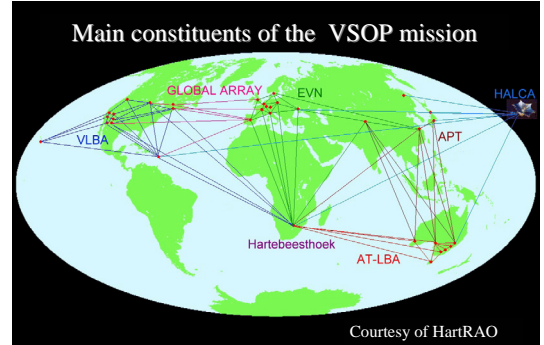 Main constituents of the VSOP mission
GLOBAL ARRAY
EVN
HALCA
VLBA
APT
Hartebeesthoek
AT-LBA
Courtesy of HartRAO